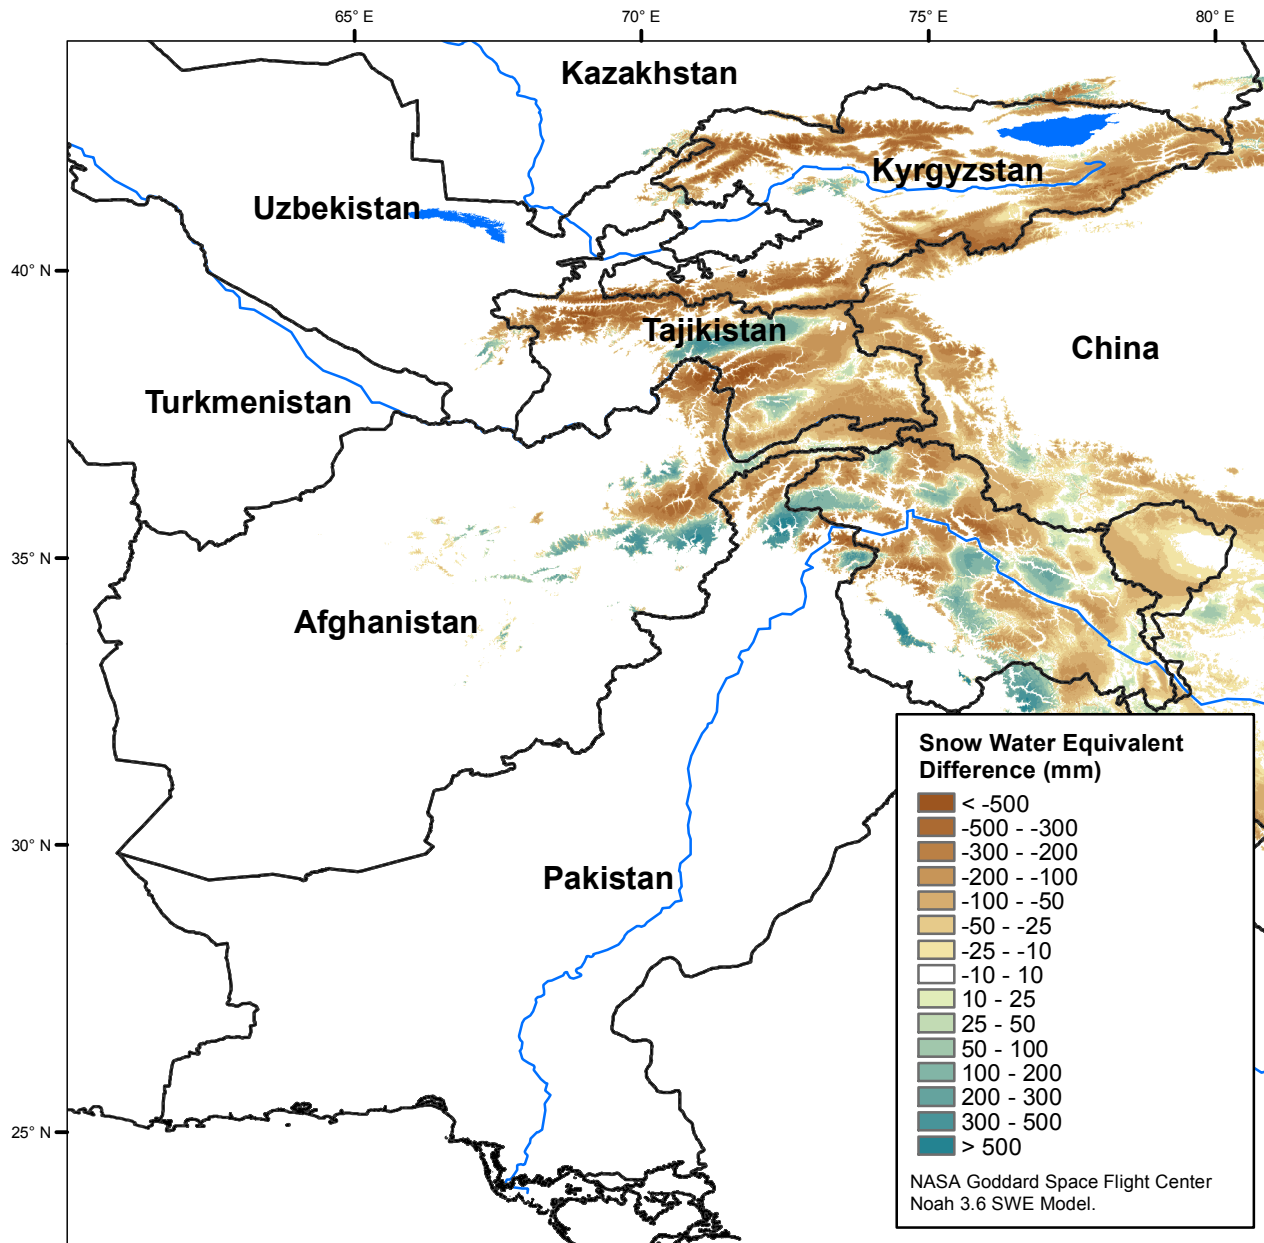 65° E
70° E
75° E
80° E
Kazakhstan
Kyrgyzstan
Uzbekistan
40° N
Tajikistan
China
Turkmenistan
35° N
Afghanistan
30° N
Pakistan
25° N
Snow Water Equivalent
Difference (mm)
< -500
-500 - -300
-300 - -200
-200 - -100
-100 - -50
-50 - -25
-25 - -10
-10 - 10
10 - 25
25 - 50
50 - 100
100 - 200
200 - 300
300 - 500
> 500
NASA Goddard Space Flight Center
Noah 3.6 SWE Model.